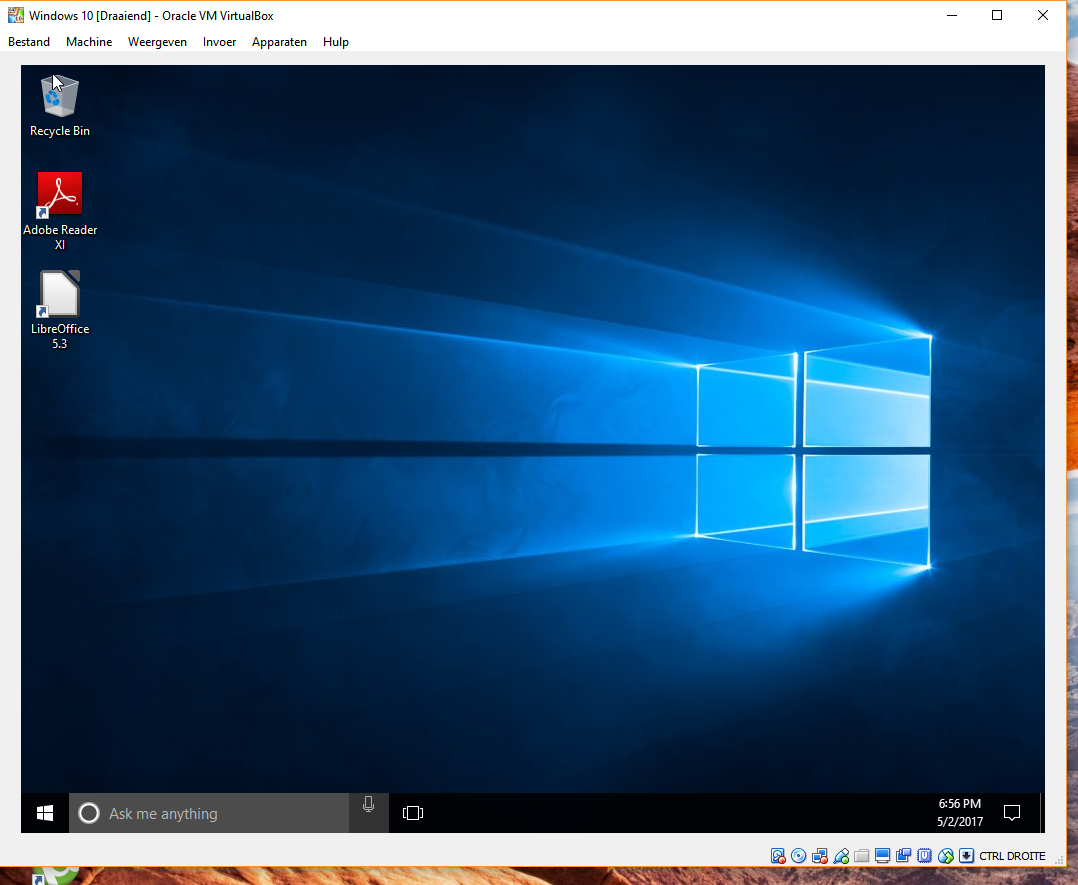 Windows 10 [Draaiend] - Oracle VM VirtualBox
Bestand Machine Weergeven Invoer Apparaten Hulp
Recycle Bin
Adobe Reader
XI
LibreOffice
5.3
Ask me anything
6:56 PM
5/2/2017
CTRL DROITE